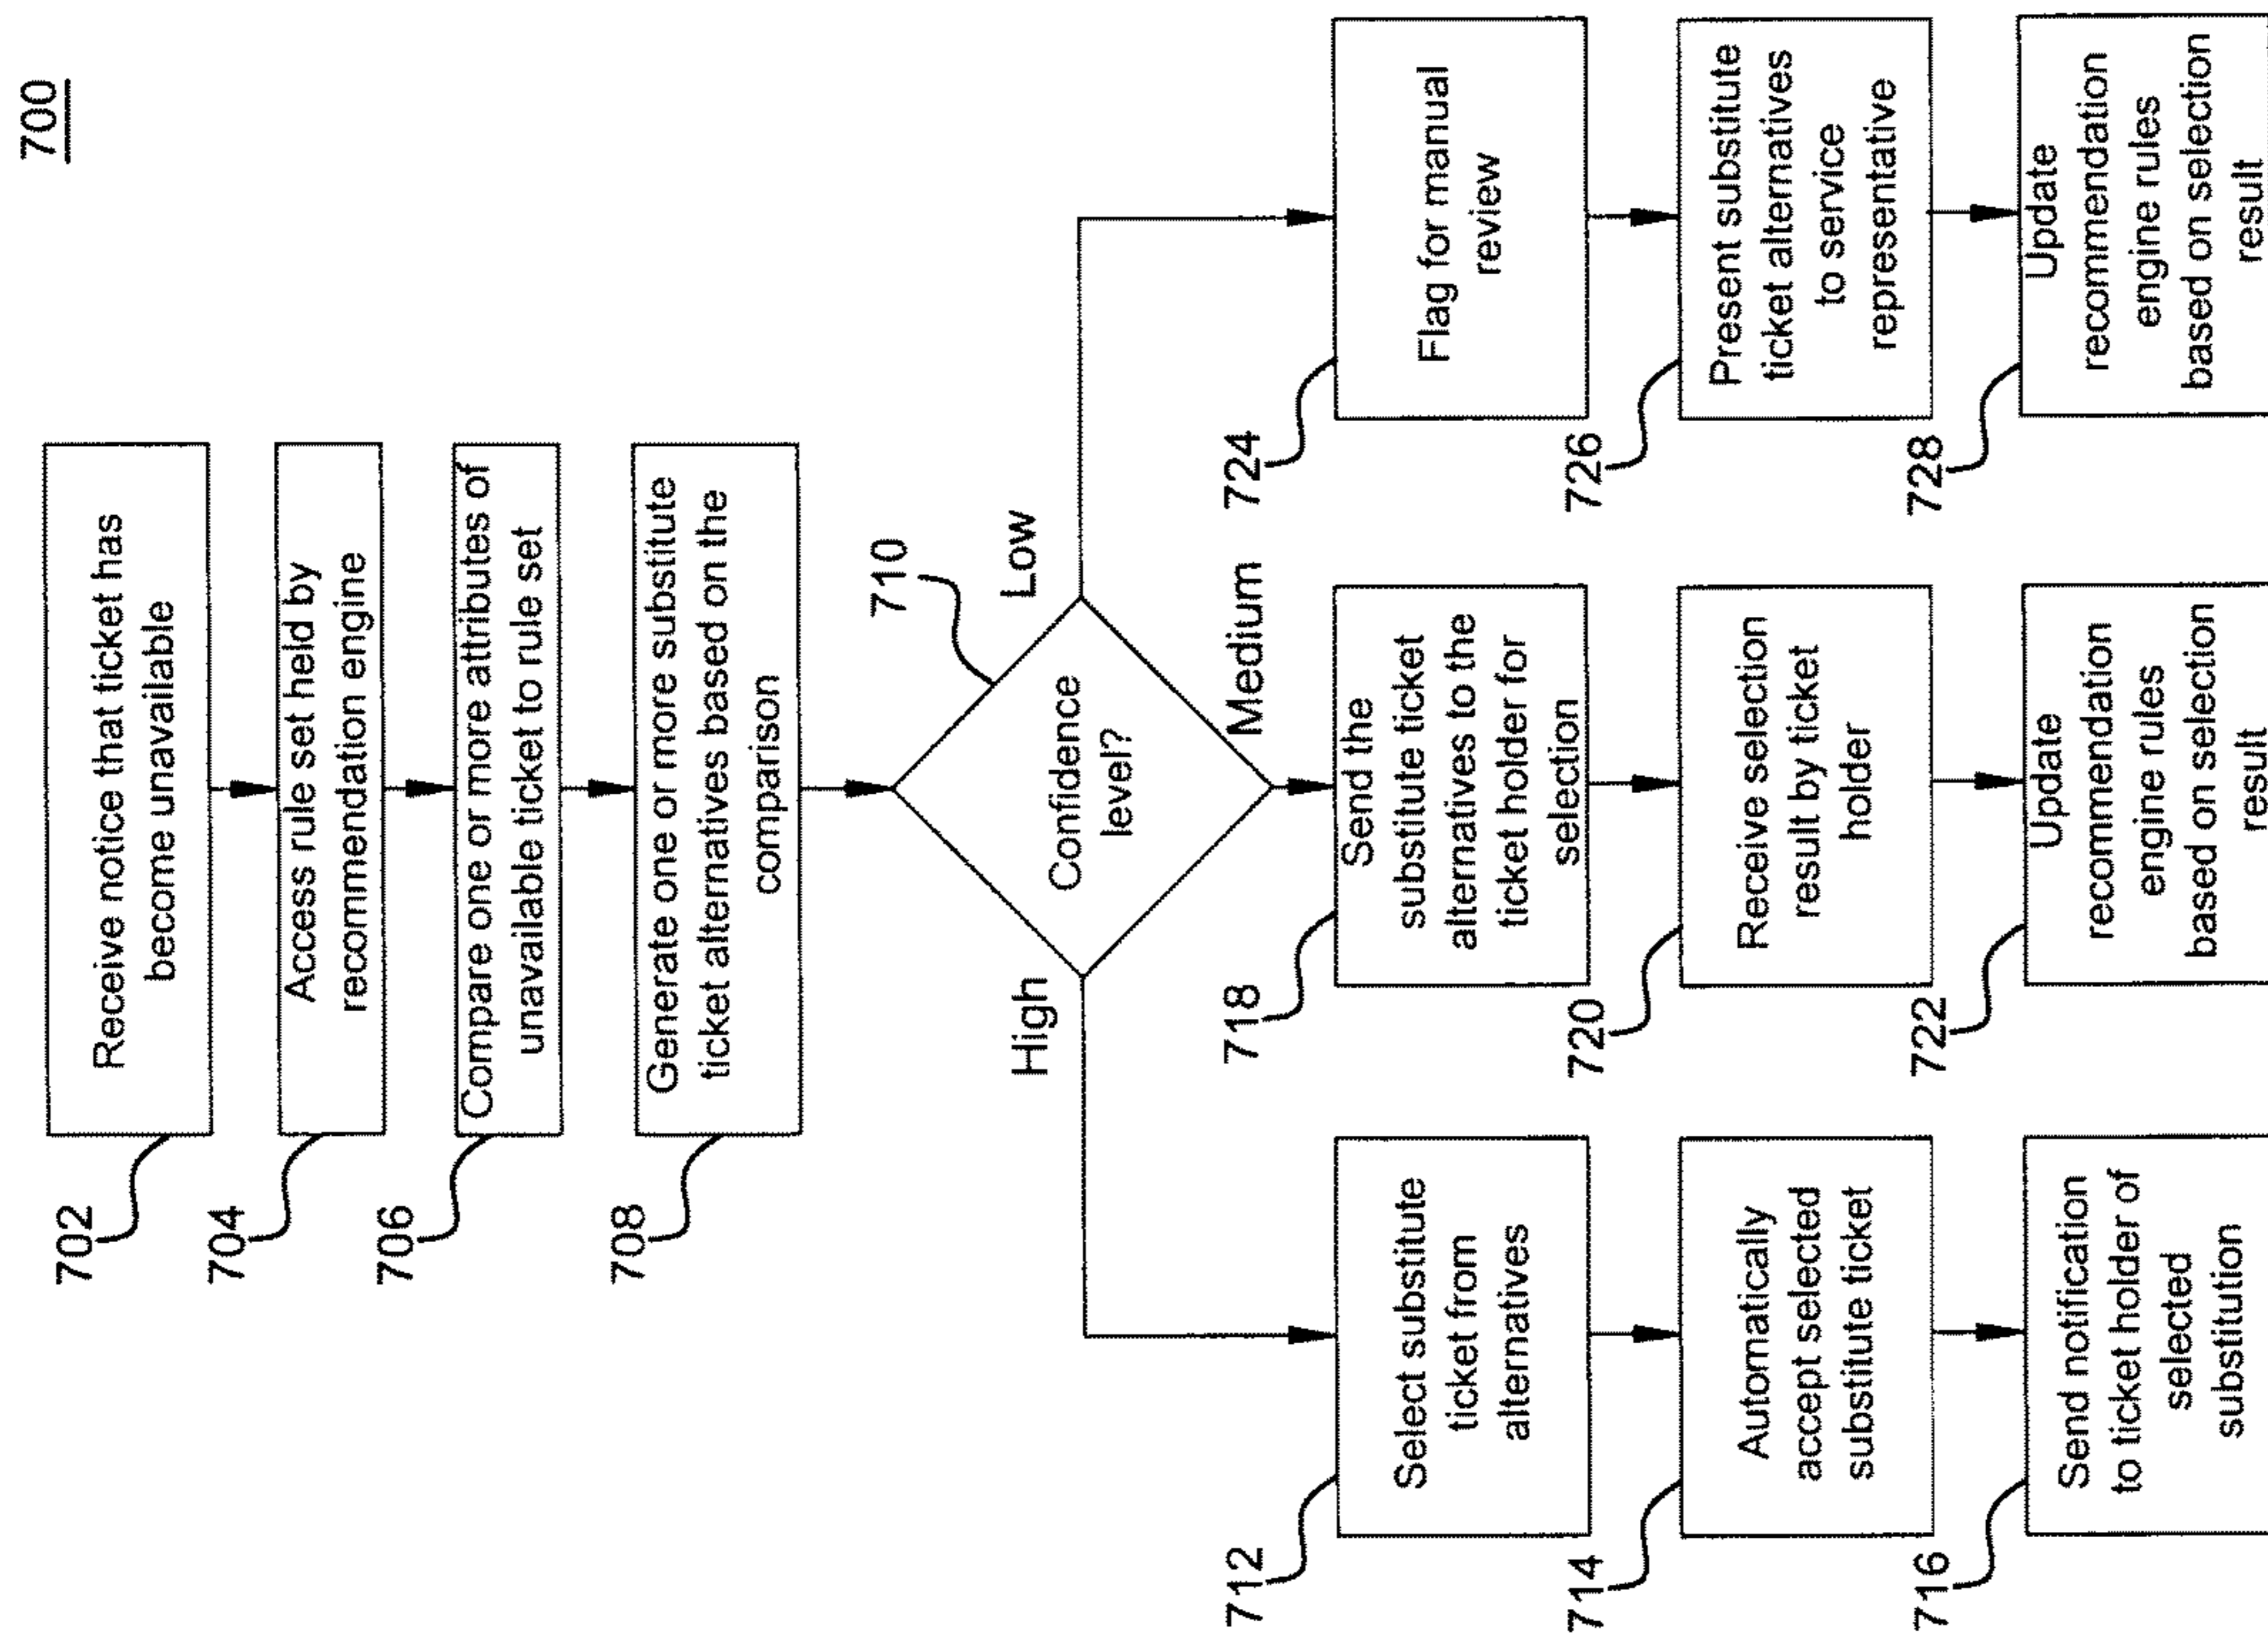 700
702
Receive notice that ticket has
become unavailable
704
Access rule set held by
recommendation engine
706
Compare one or more attributes of
unavailable ticket to rule set
708
Generate one or more substitute
ticket alternatives based on the
comparison
710
Confidence
level?
High
Medium
Low
712
Select substitute
ticket from
alternatives
714
Automatically
accept selected
substitute ticket
716
Send notification
to ticket holder of
selected
substitution
718
Send the
substitute ticket
alternatives to the
ticket holder for
selection
720
Receive selection
result by ticket
holder
722
Update
recommendation
engine rules
based on selection
result
724
Flag for manual
review
726
Present substitute
ticket alternatives
to service
representative
728
Update
recommendation
engine rules
based on selection
result